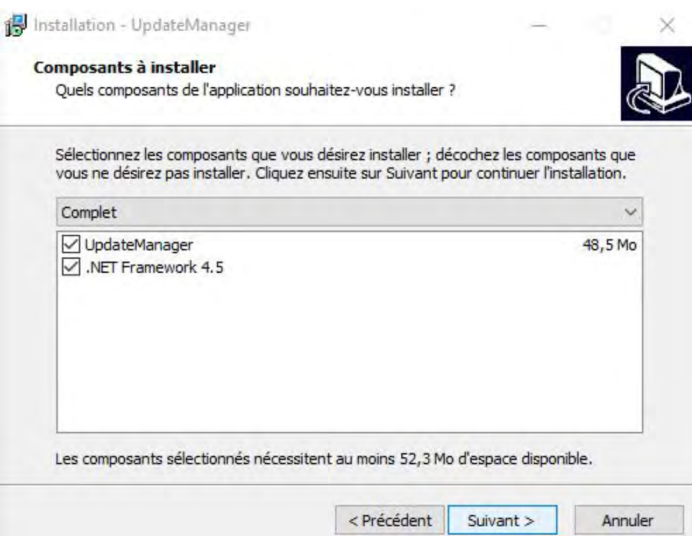 Installation - UpdateManager
Composants à installer
Quels composants de l'application souhaitez-vous installer ?
Sélectionnez les composants que vous désirez installer ; décochez les composants que
vous ne désirez pas installer. Cliquez ensuite sur Suivant pour continuer l'installation.
Complet
UpdateManager 48,5 Mo
.NET Framework 4.5
Les composants sélectionnés nécessitent au moins 52,3 Mo d'espace disponible.
< Précédent Suivant > Annuler